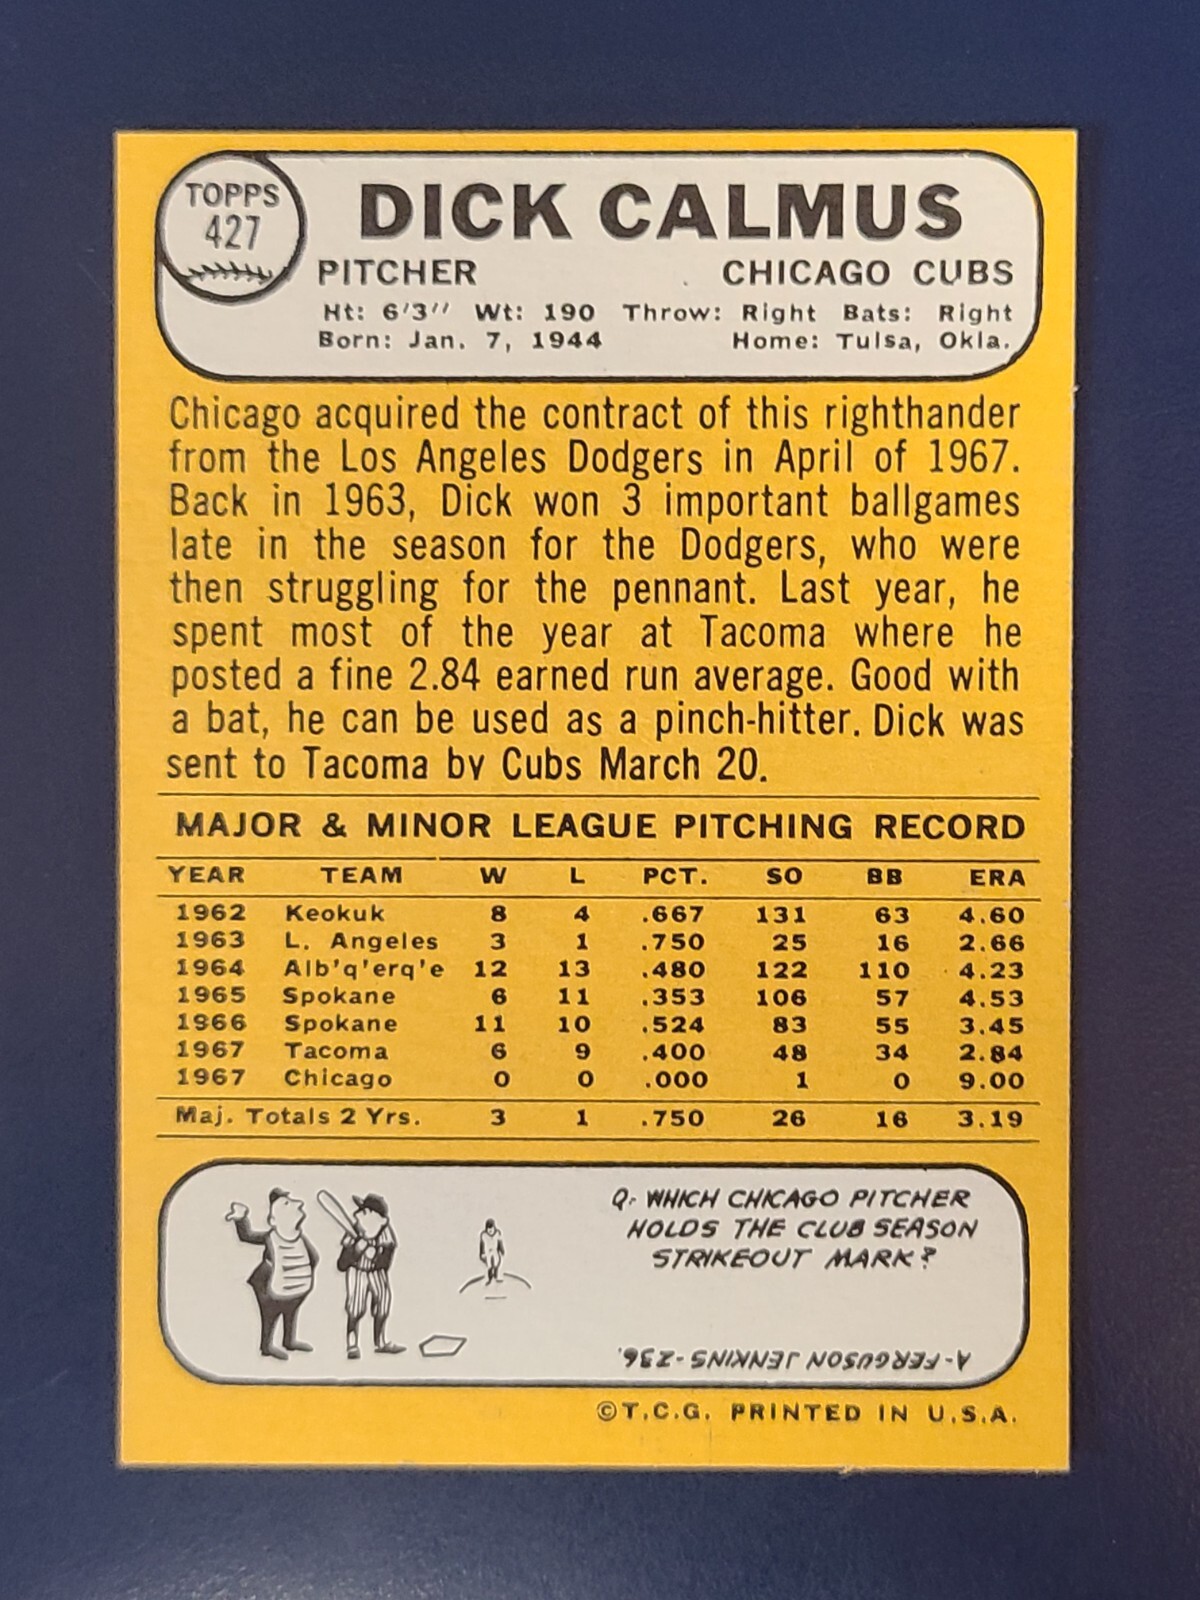 TOPPS
427
DICK CALMUS
PITCHER CHICAGO CUBS
Ht: 6'3" Wt: 190 Throw: Right Bats: Right
Born: Jan. 7, 1944 Home: Tulsa, Okla.
Chicago acquired the contract of this righthander
from the Los Angeles Dodgers in April of 1967.
Back in 1963, Dick won 3 important ballgames
late in the season for the Dodgers, who were
then struggling for the pennant. Last year, he
spent most of the year at Tacoma where he
posted a fine 2.84 earned run average. Good with
a bat, he can be used as a pinch-hitter. Dick was
sent to Tacoma by Cubs March 20.
MAJOR & MINOR LEAGUE PITCHING RECORD
YEAR TEAM W L PCT. SO BB ERA
1962 Keokuk 8 4 .667 131 63 4.60
1963 L. Angeles 3 1 .750 25 16 2.66
1964 Alb'q'erq'e 12 13 .480 122 110 4.23
1965 Spokane 6 11 .353 106 57 4.53
1966 Spokane 11 10 .524 83 55 3.45
1967 Tacoma 6 9 .400 48 34 2.84
1967 Chicago 0 0 .000 1 0 9.00
Maj. Totals 2 Yrs. 3 1 .750 26 16 3.19
Q- WHICH CHICAGO PITCHER
HOLDS THE CLUB SEASON
STRIKEOUT MARK?
A-FERGUSON JENKINS-236.
©T.C.G. PRINTED IN U.S.A.